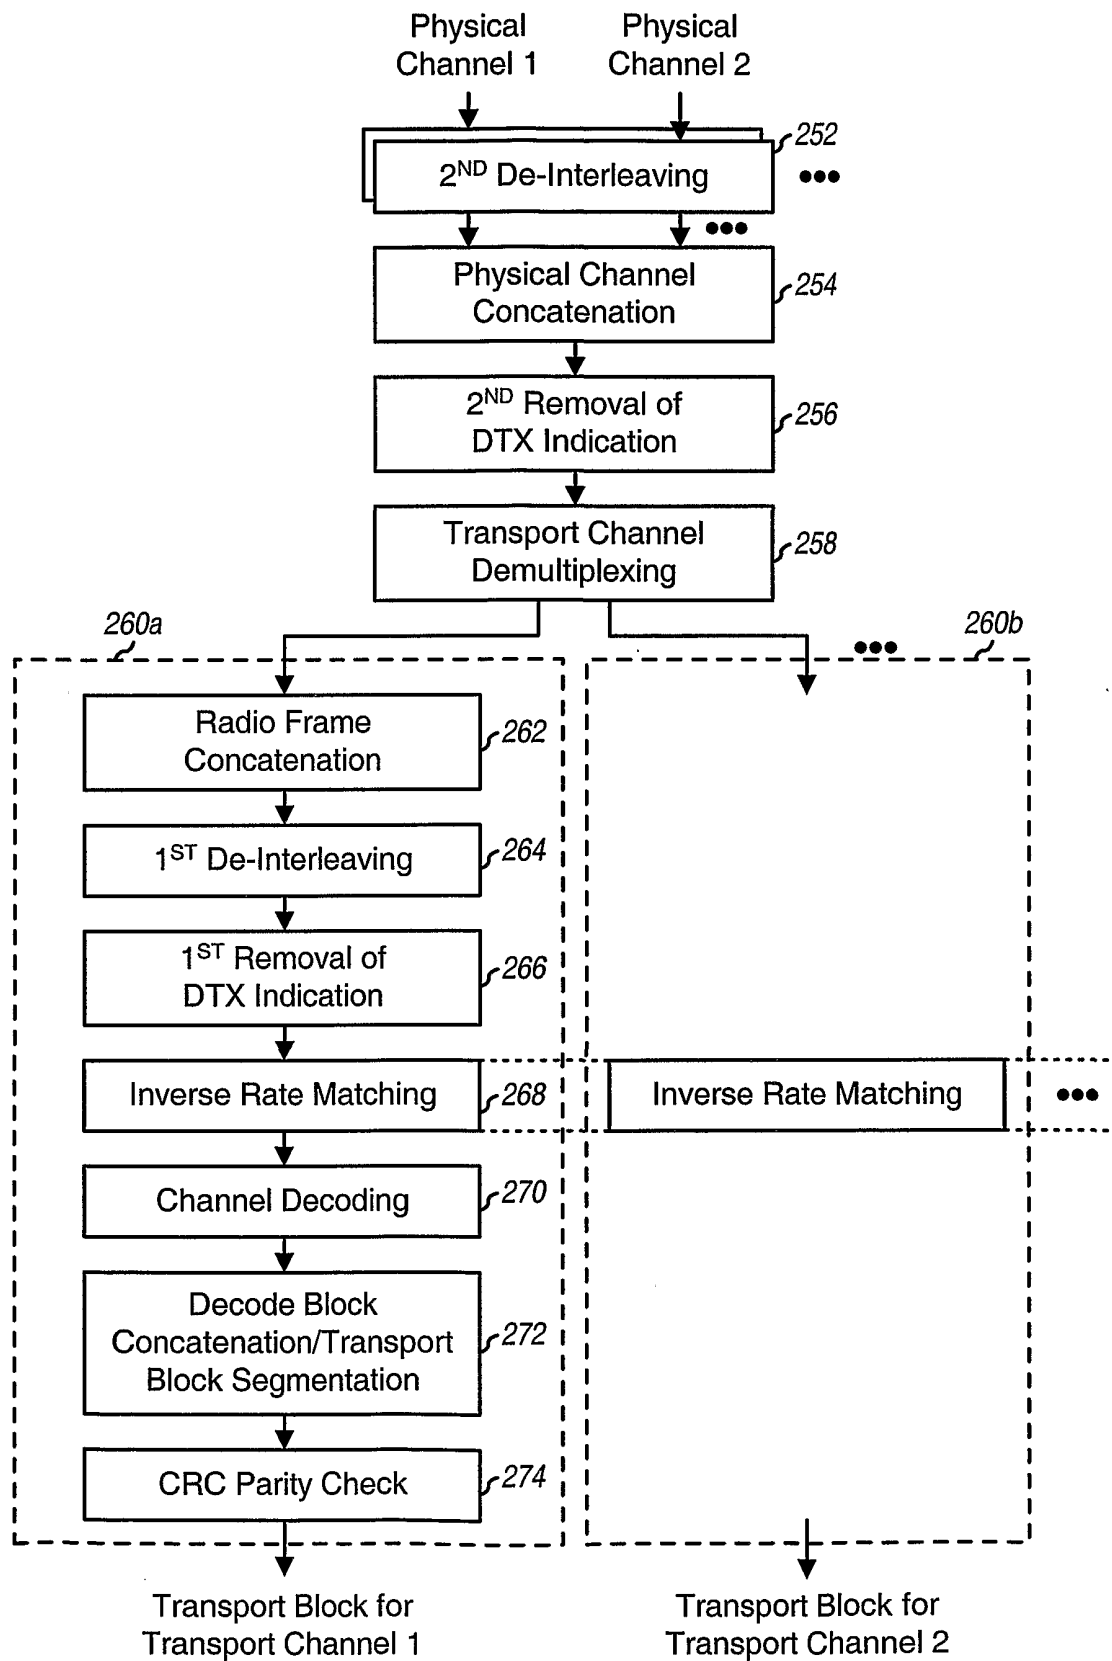 Physical
Channel 1
Physical
Channel 2
252
2ND De-Interleaving
Physical Channel
Concatenation
254
2ND Removal of
DTX Indication
256
Transport Channel
Demultiplexing
258
260a
260b
Radio Frame
Concatenation
262
1ST De-Interleaving
264
1ST Removal of
DTX Indication
266
Inverse Rate Matching
268
Inverse Rate Matching
Channel Decoding
270
Decode Block
Concatenation/Transport
Block Segmentation
272
CRC Parity Check
274
Transport Block for
Transport Channel 1
Transport Block for
Transport Channel 2